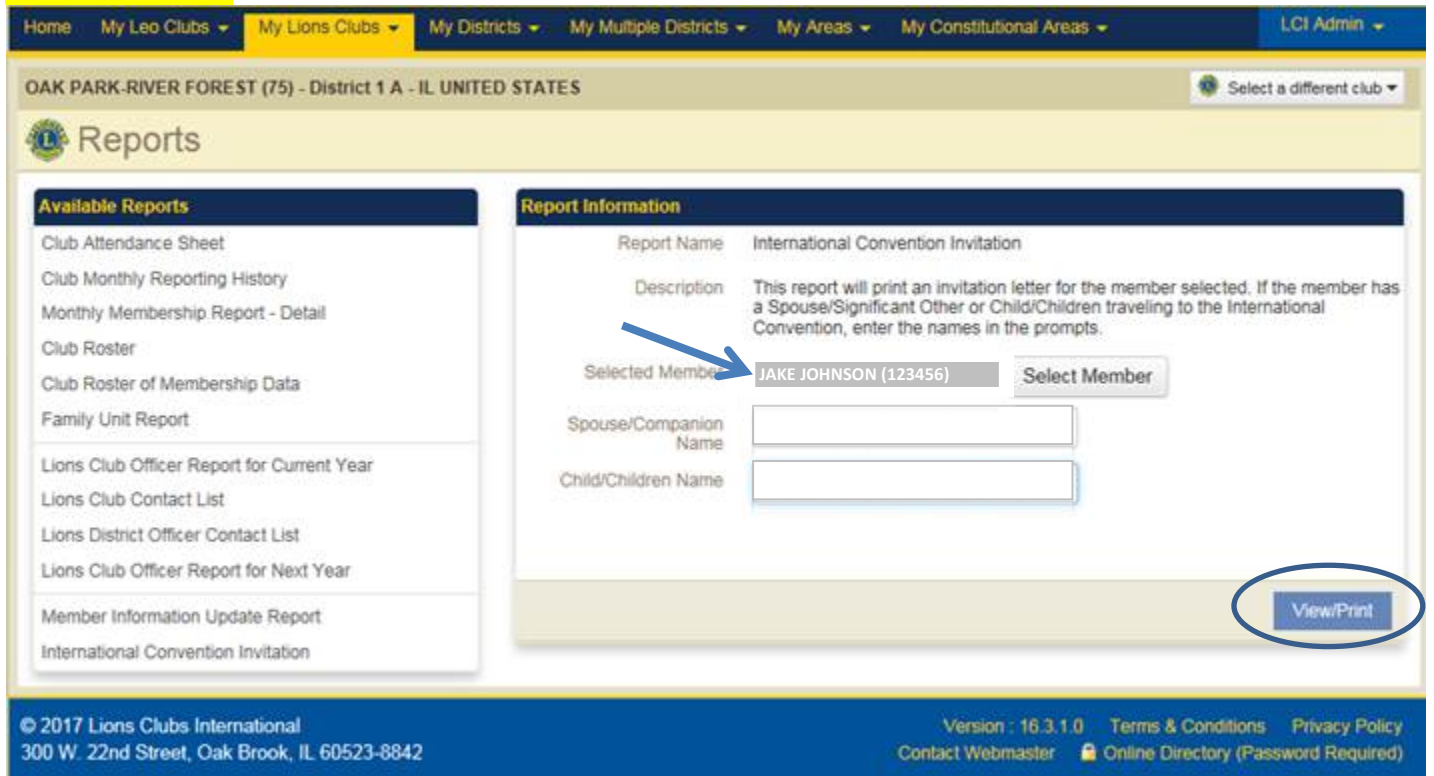 Home My Leo Clubs My Lions Clubs My Districts My Multiple Districts My Areas My Constitutional Areas LCI Admin
OAK PARK-RIVER FOREST (75) - District 1 A - IL UNITED STATES Select a different club
Reports
Available Reports
Club Attendance Sheet
Club Monthly Reporting History
Monthly Membership Report - Detail
Club Roster
Club Roster of Membership Data
Family Unit Report
Lions Club Officer Report for Current Year
Lions Club Contact List
Lions District Officer Contact List
Lions Club Officer Report for Next Year
Member Information Update Report
International Convention Invitation
Report Information
Report Name International Convention Invitation
Description This report will print an invitation letter for the member selected. If the member has
a Spouse/Significant Other or Child/Children traveling to the International
Convention, enter the names in the prompts.
Selected Member JAKE JOHNSON (123456) Select Member
Spouse/Companion
Name
Child/Children Name
View/Print
© 2017 Lions Clubs International Version : 16.3.1.0 Terms & Conditions Privacy Policy
300 W. 22nd Street, Oak Brook, IL 60523-8842 Contact Webmaster Online Directory (Password Required)